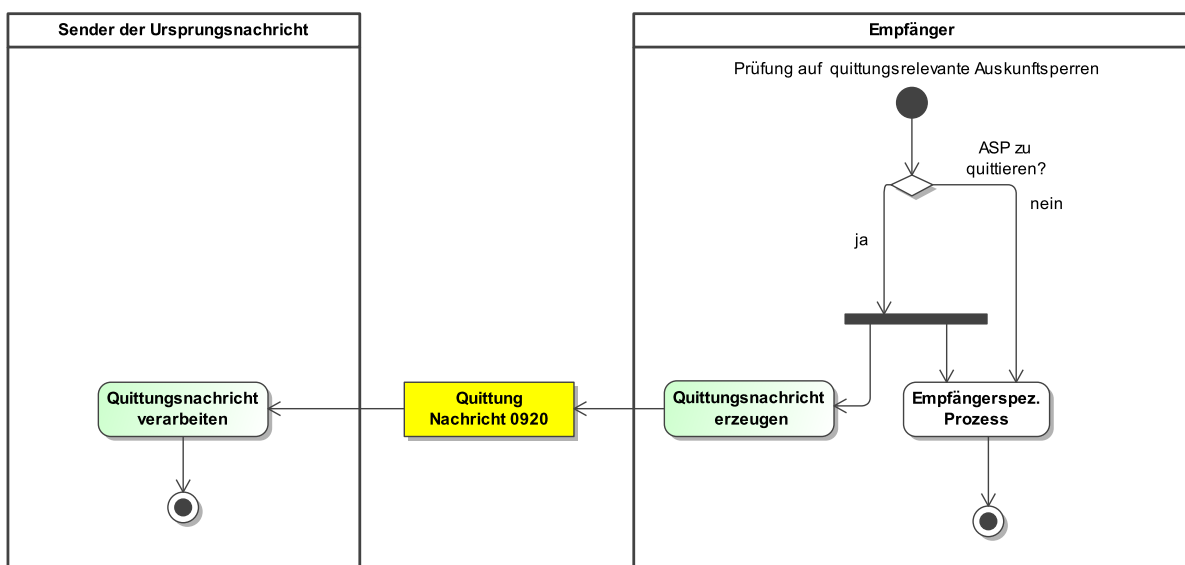 Sender der Ursprungsnachricht
Empfänger
Prüfung auf quittungsrelevante Auskunftsperren
ASP zu
quittieren?
nein
ja
Quittungsnachricht
verarbeiten
Quittung
Nachricht 0920
Quittungsnachricht
erzeugen
Empfängerspez.
Prozess